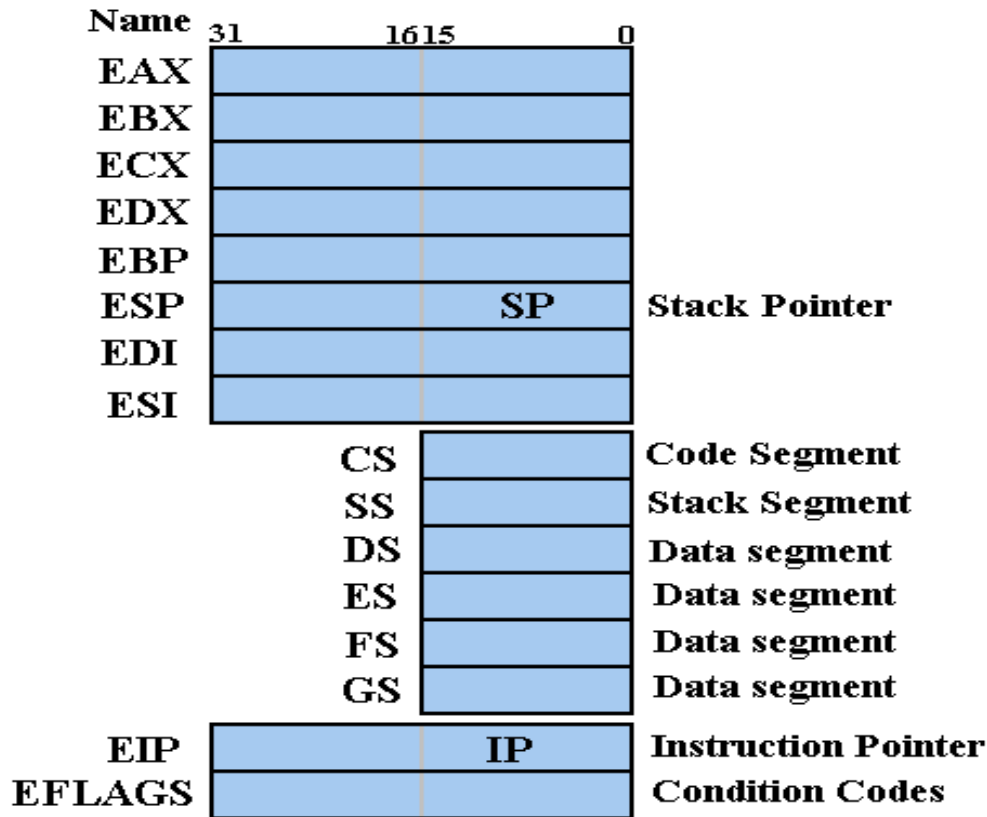 Name 31 16 15 0
EAX
EBX
ECX
EDX
EBP
ESP SP Stack Pointer
EDI
ESI
CS Code Segment
SS Stack Segment
DS Data segment
ES Data segment
FS Data segment
GS Data segment
EIP IP Instruction Pointer
EFLAGS Condition Codes